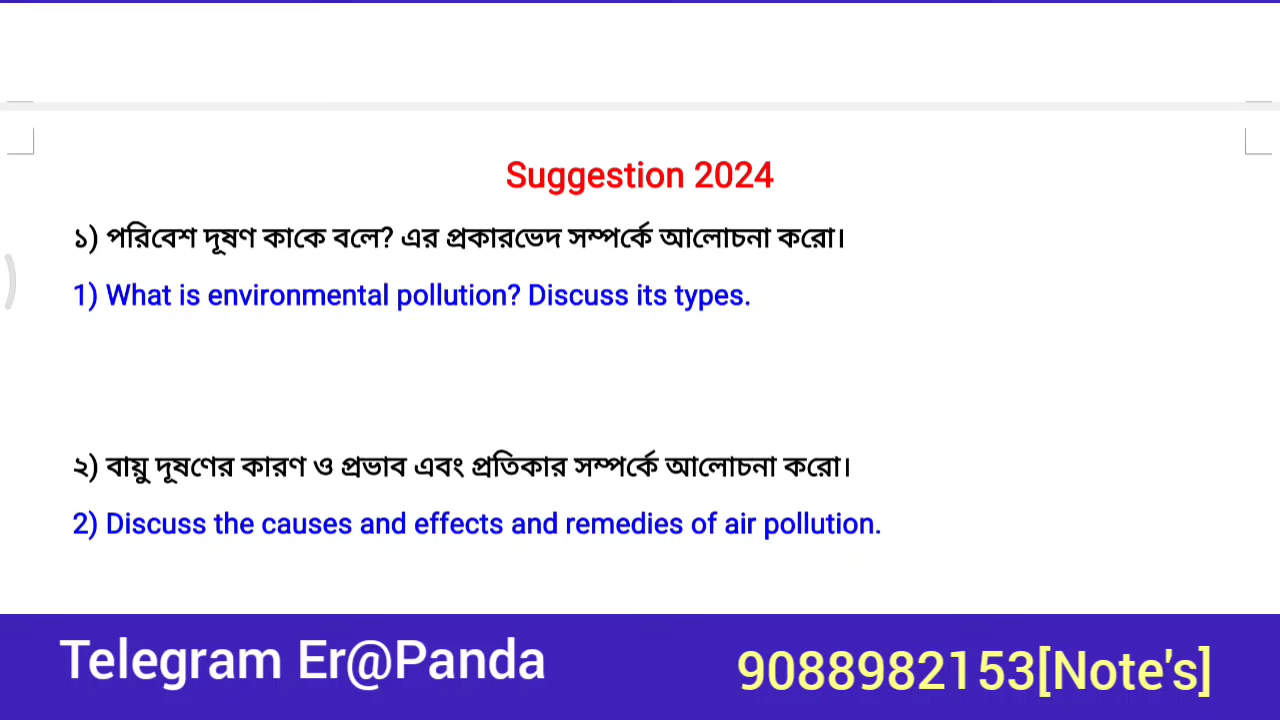 Suggestion 2024
১) পরিবেশ দূষণ কাকে বলে? এর প্রকারভেদ সম্পর্কে আলোচনা করো।
1) What is environmental pollution? Discuss its types.
২) বায়ু দূষণের কারণ ও প্রভাব এবং প্রতিকার সম্পর্কে আলোচনা করো।
2) Discuss the causes and effects and remedies of air pollution.
Telegram Er@Panda
9088982153[Note's]